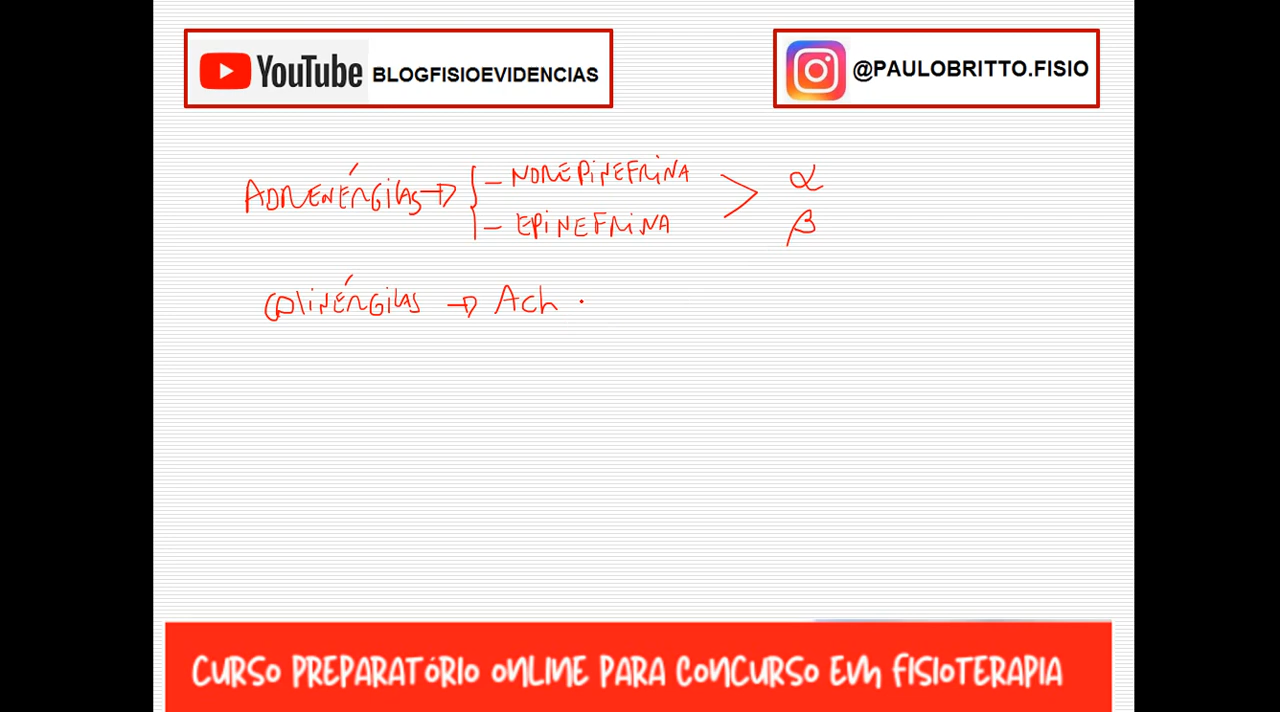 YouTube BLOGFISIOEVIDENCIAS
@PAULOBRITTO.FISIO
ADRENÉRGICAS → { - NOREPINEFRINA > α
- EPINEFRINA β
COLINÉRGICAS → Ach .
CURSO PREPARATÓRIO ONLINE PARA CONCURSO EM FISIOTERAPIA